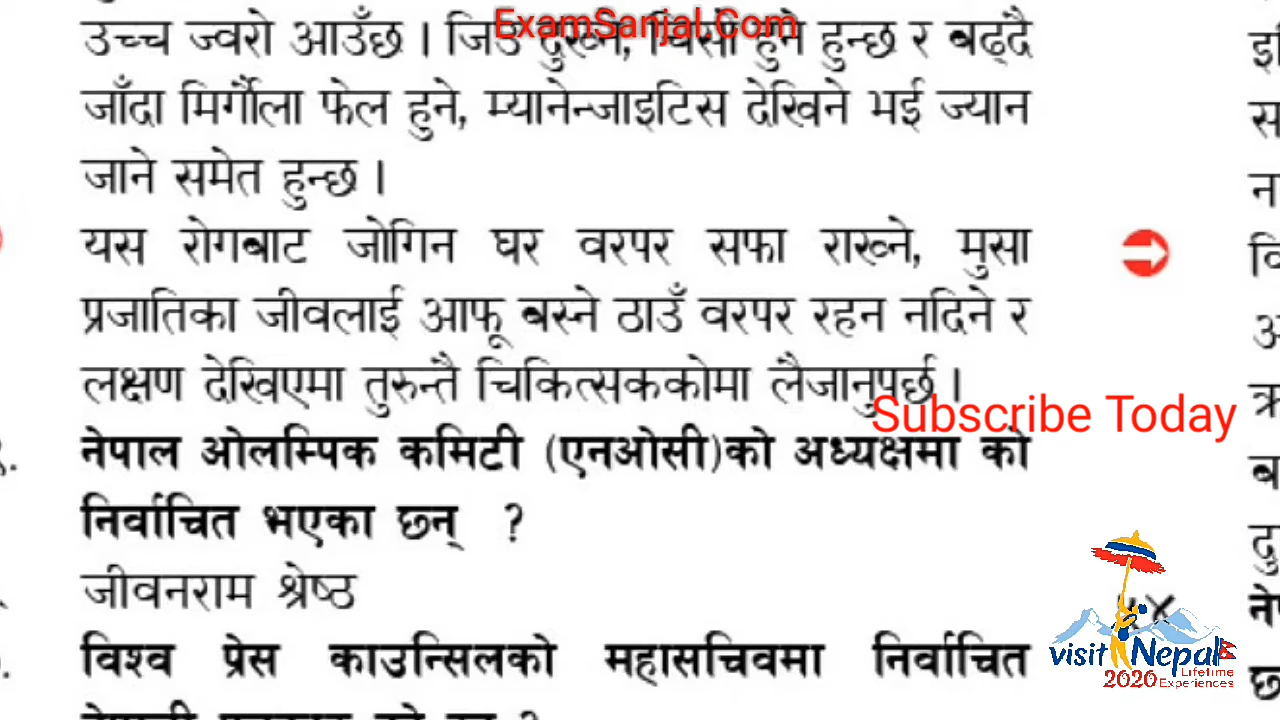 ExamSanjal.Com
उच्च ज्वरो आउँछ । जिउ दुख्ने, चिसो हुने हुन्छ र बढ्दै
जाँदा मिर्गौला फेल हुने, म्यानेन्जाइटिस देखिने भई ज्यान
जाने समेत हुन्छ ।
यस रोगबाट जोगिन घर वरपर सफा राख्ने, मुसा
प्रजातिका जीवलाई आफू बस्ने ठाउँ वरपर रहन नदिने र
लक्षण देखिएमा तुरुन्तै चिकित्सककोमा लैजानुपर्छ ।
Subscribe Today
नेपाल ओलम्पिक कमिटी (एनओसी)को अध्यक्षमा को
निर्वाचित भएका छन् ?
जीवनराम श्रेष्ठ
विश्व प्रेस काउन्सिलको महासचिवमा निर्वाचित
visit Nepal
2020 Lifetime Experiences